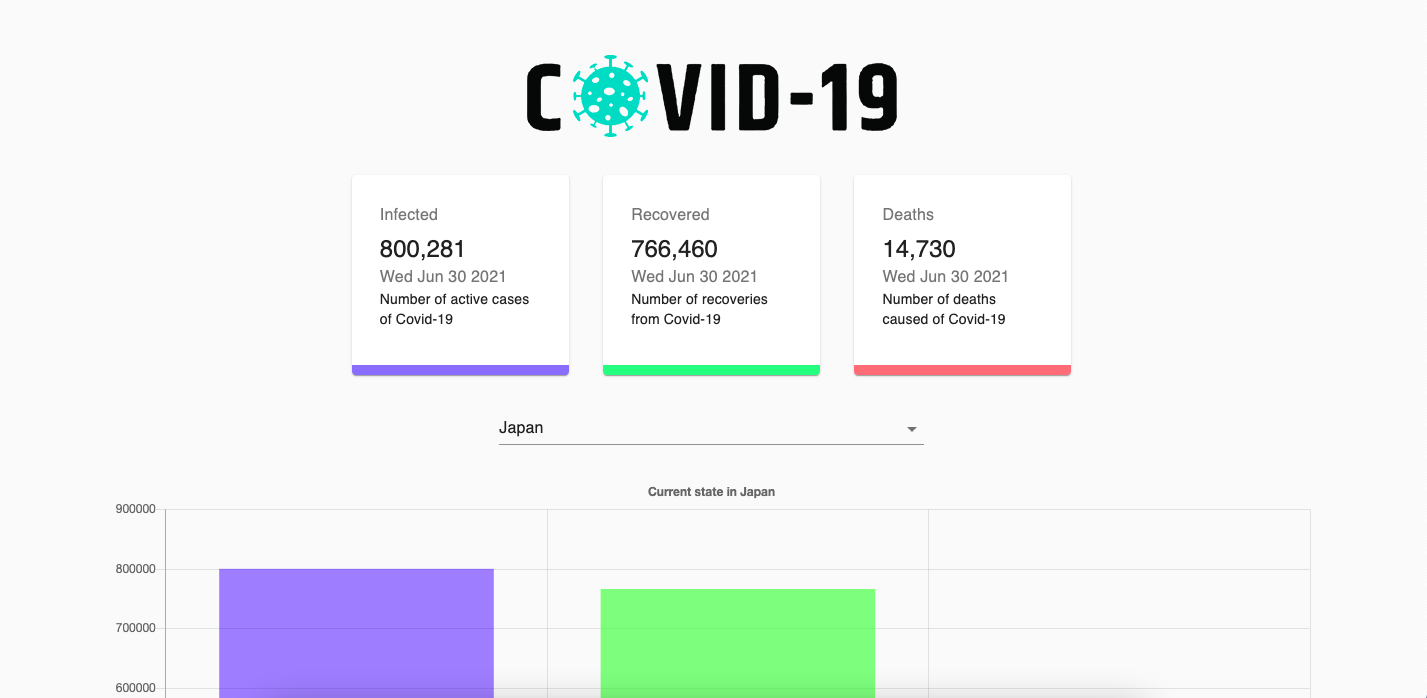 COVID-19
Infected
800,281
Wed Jun 30 2021
Number of active cases
of Covid-19
Recovered
766,460
Wed Jun 30 2021
Number of recoveries
from Covid-19
Deaths
14,730
Wed Jun 30 2021
Number of deaths
caused of Covid-19
Japan
Current state in Japan
900000
800000
700000
600000